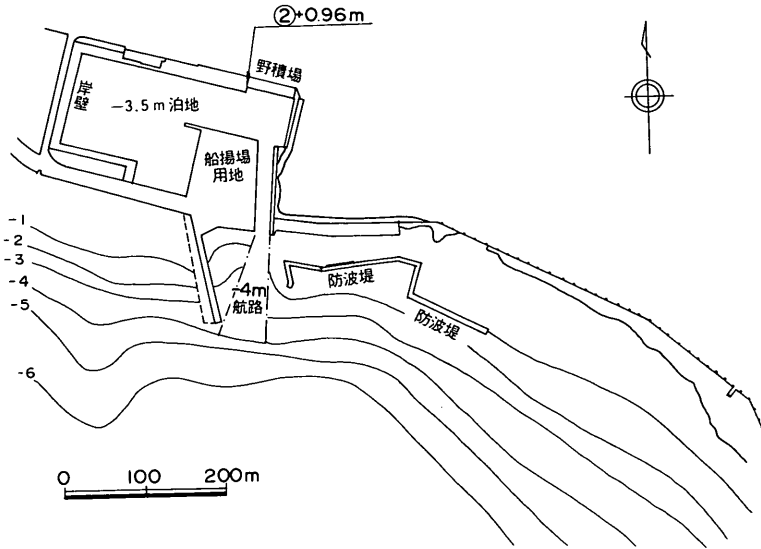 ②+0.96m
野積場
岸壁
-3.5m泊地
船揚場
用地
-1
-2
-3
-4
-5
-6
-4m
航路
防波堤
防波堤
0 100 200m